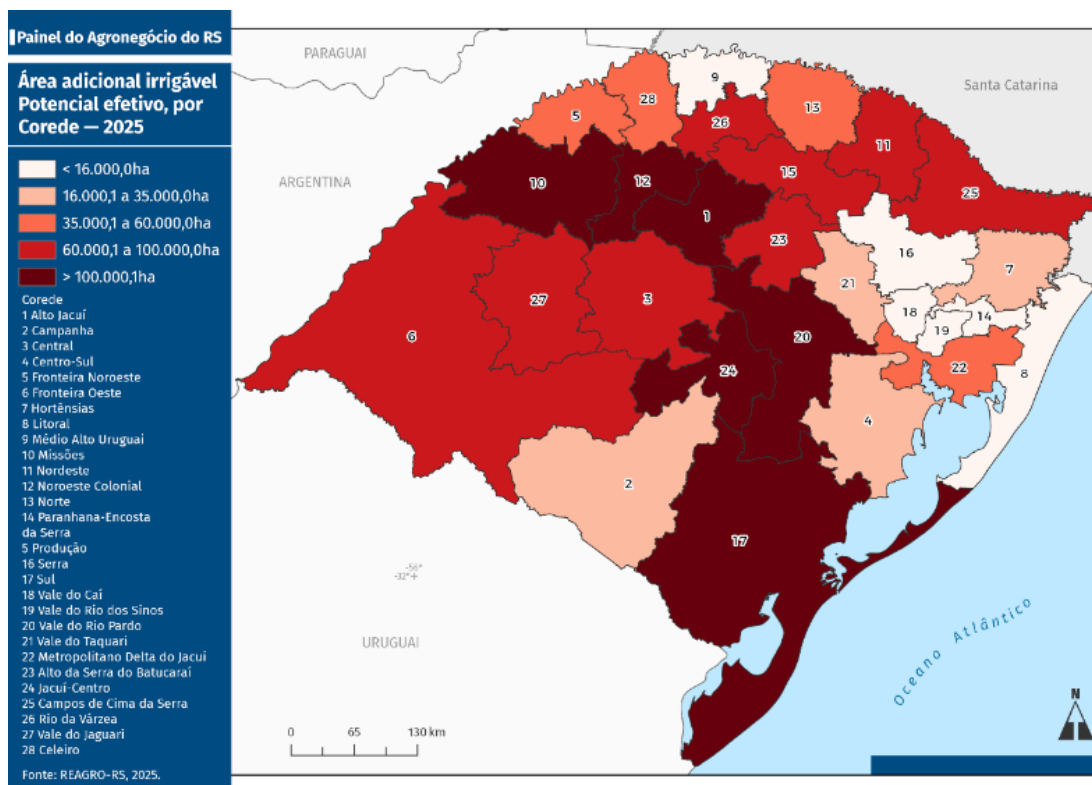 Painel do Agronegócio do RS
Área adicional irrigável
Potencial efetivo, por
Corede — 2025
< 16.000,0ha
16.000,1 a 35.000,0ha
35.000,1 a 60.000,0ha
60.000,1 a 100.000,0ha
> 100.000,1ha
Corede
1 Alto Jacuí
2 Campanha
3 Central
4 Centro-Sul
5 Fronteira Noroeste
6 Fronteira Oeste
7 Hortênsias
8 Litoral
9 Médio Alto Uruguai
10 Missões
11 Nordeste
12 Noroeste Colonial
13 Norte
14 Paranhana-Encosta
da Serra
5 Produção
16 Serra
17 Sul
18 Vale do Caí
19 Vale do Rio dos Sinos
20 Vale do Rio Pardo
21 Vale do Taquari
22 Metropolitano Delta do Jacuí
23 Alto da Serra do Batucaraí
24 Jacuí-Centro
25 Campos de Cima da Serra
26 Rio da Várzea
27 Vale do Jaguari
28 Celeiro
Fonte: REAGRO-RS, 2025.
PARAGUAI
Santa Catarina
ARGENTINA
9
28
13
5
26
11
15
12
10
25
1
23
16
7
21
27
3
18
14
19
6
20
24
22
8
4
2
17
-56°
-32°+
URUGUAI
Oceano Atlântico
N
0 65 130 km